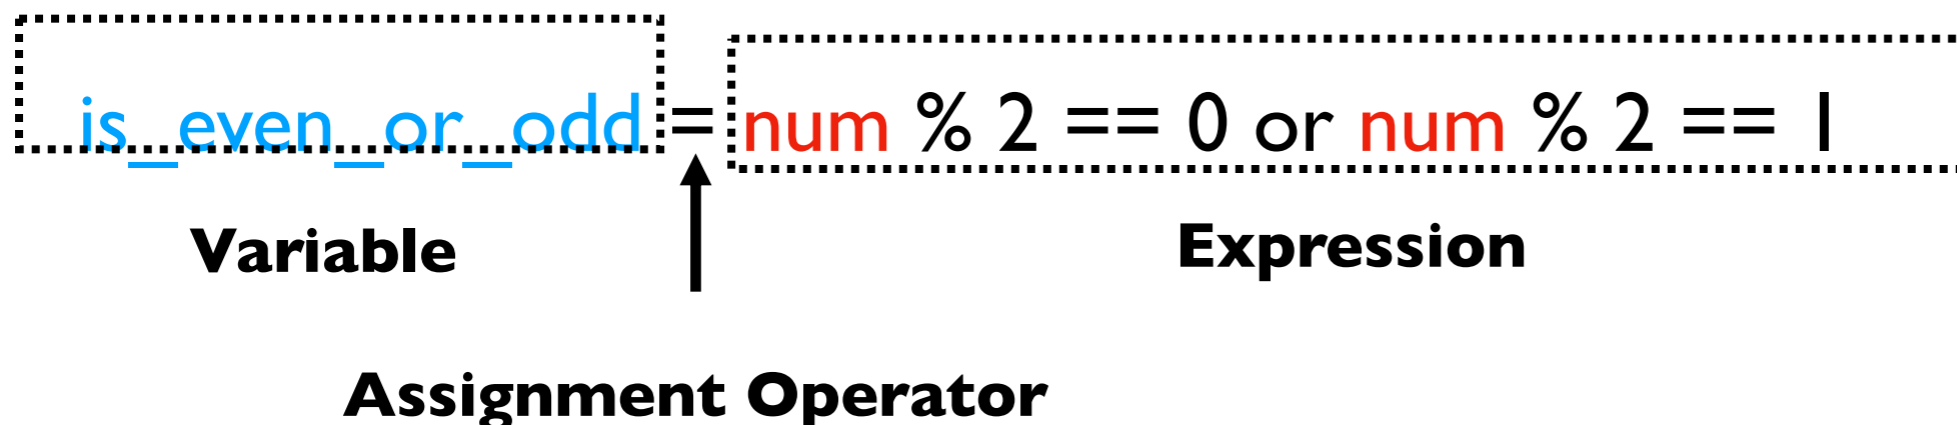 is_even_or_odd = num % 2 == 0 or num % 2 == 1
Variable
Expression
Assignment Operator